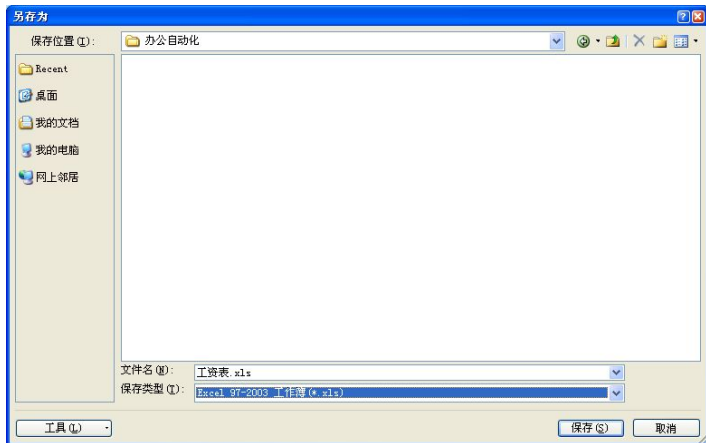 另存为
保存位置(I):
办公自动化
Recent
桌面
我的文档
我的电脑
网上邻居
文件名(N):
工资表.xls
保存类型(T):
Excel 97-2003 工作薄(*.xls)
工具(L)
保存(S)
取消